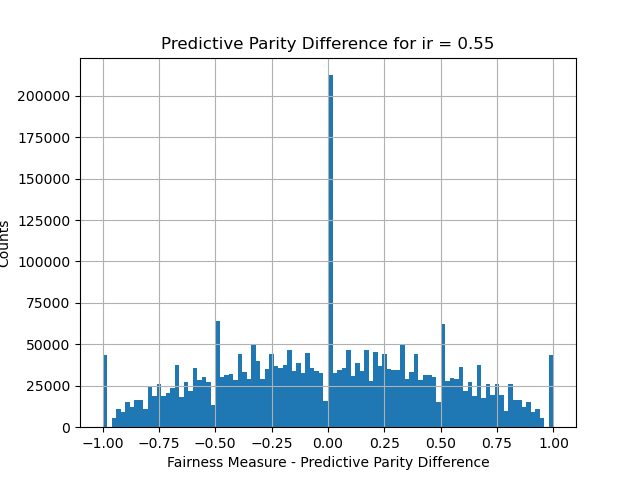 Predictive Parity Difference for ir = 0.55
200000
175000
150000
125000
100000
75000
50000
25000
0
Counts
−1.00 −0.75 −0.50 −0.25 0.00 0.25 0.50 0.75 1.00
Fairness Measure - Predictive Parity Difference